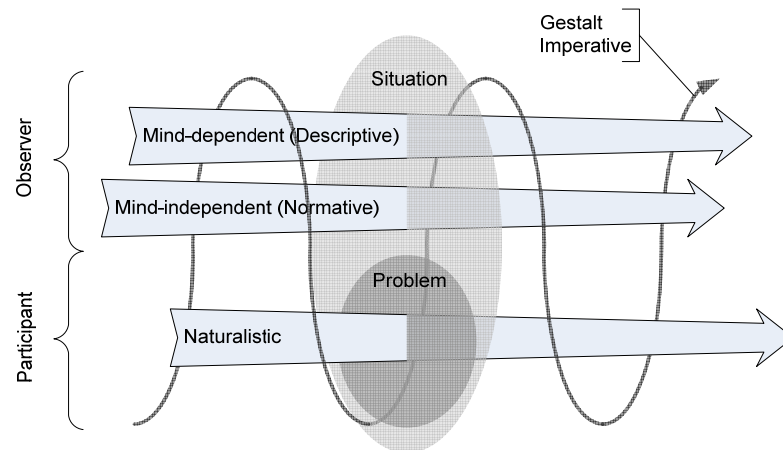 Gestalt
Imperative
Situation
Observer
Mind-dependent (Descriptive)
Mind-independent (Normative)
Problem
Participant
Naturalistic